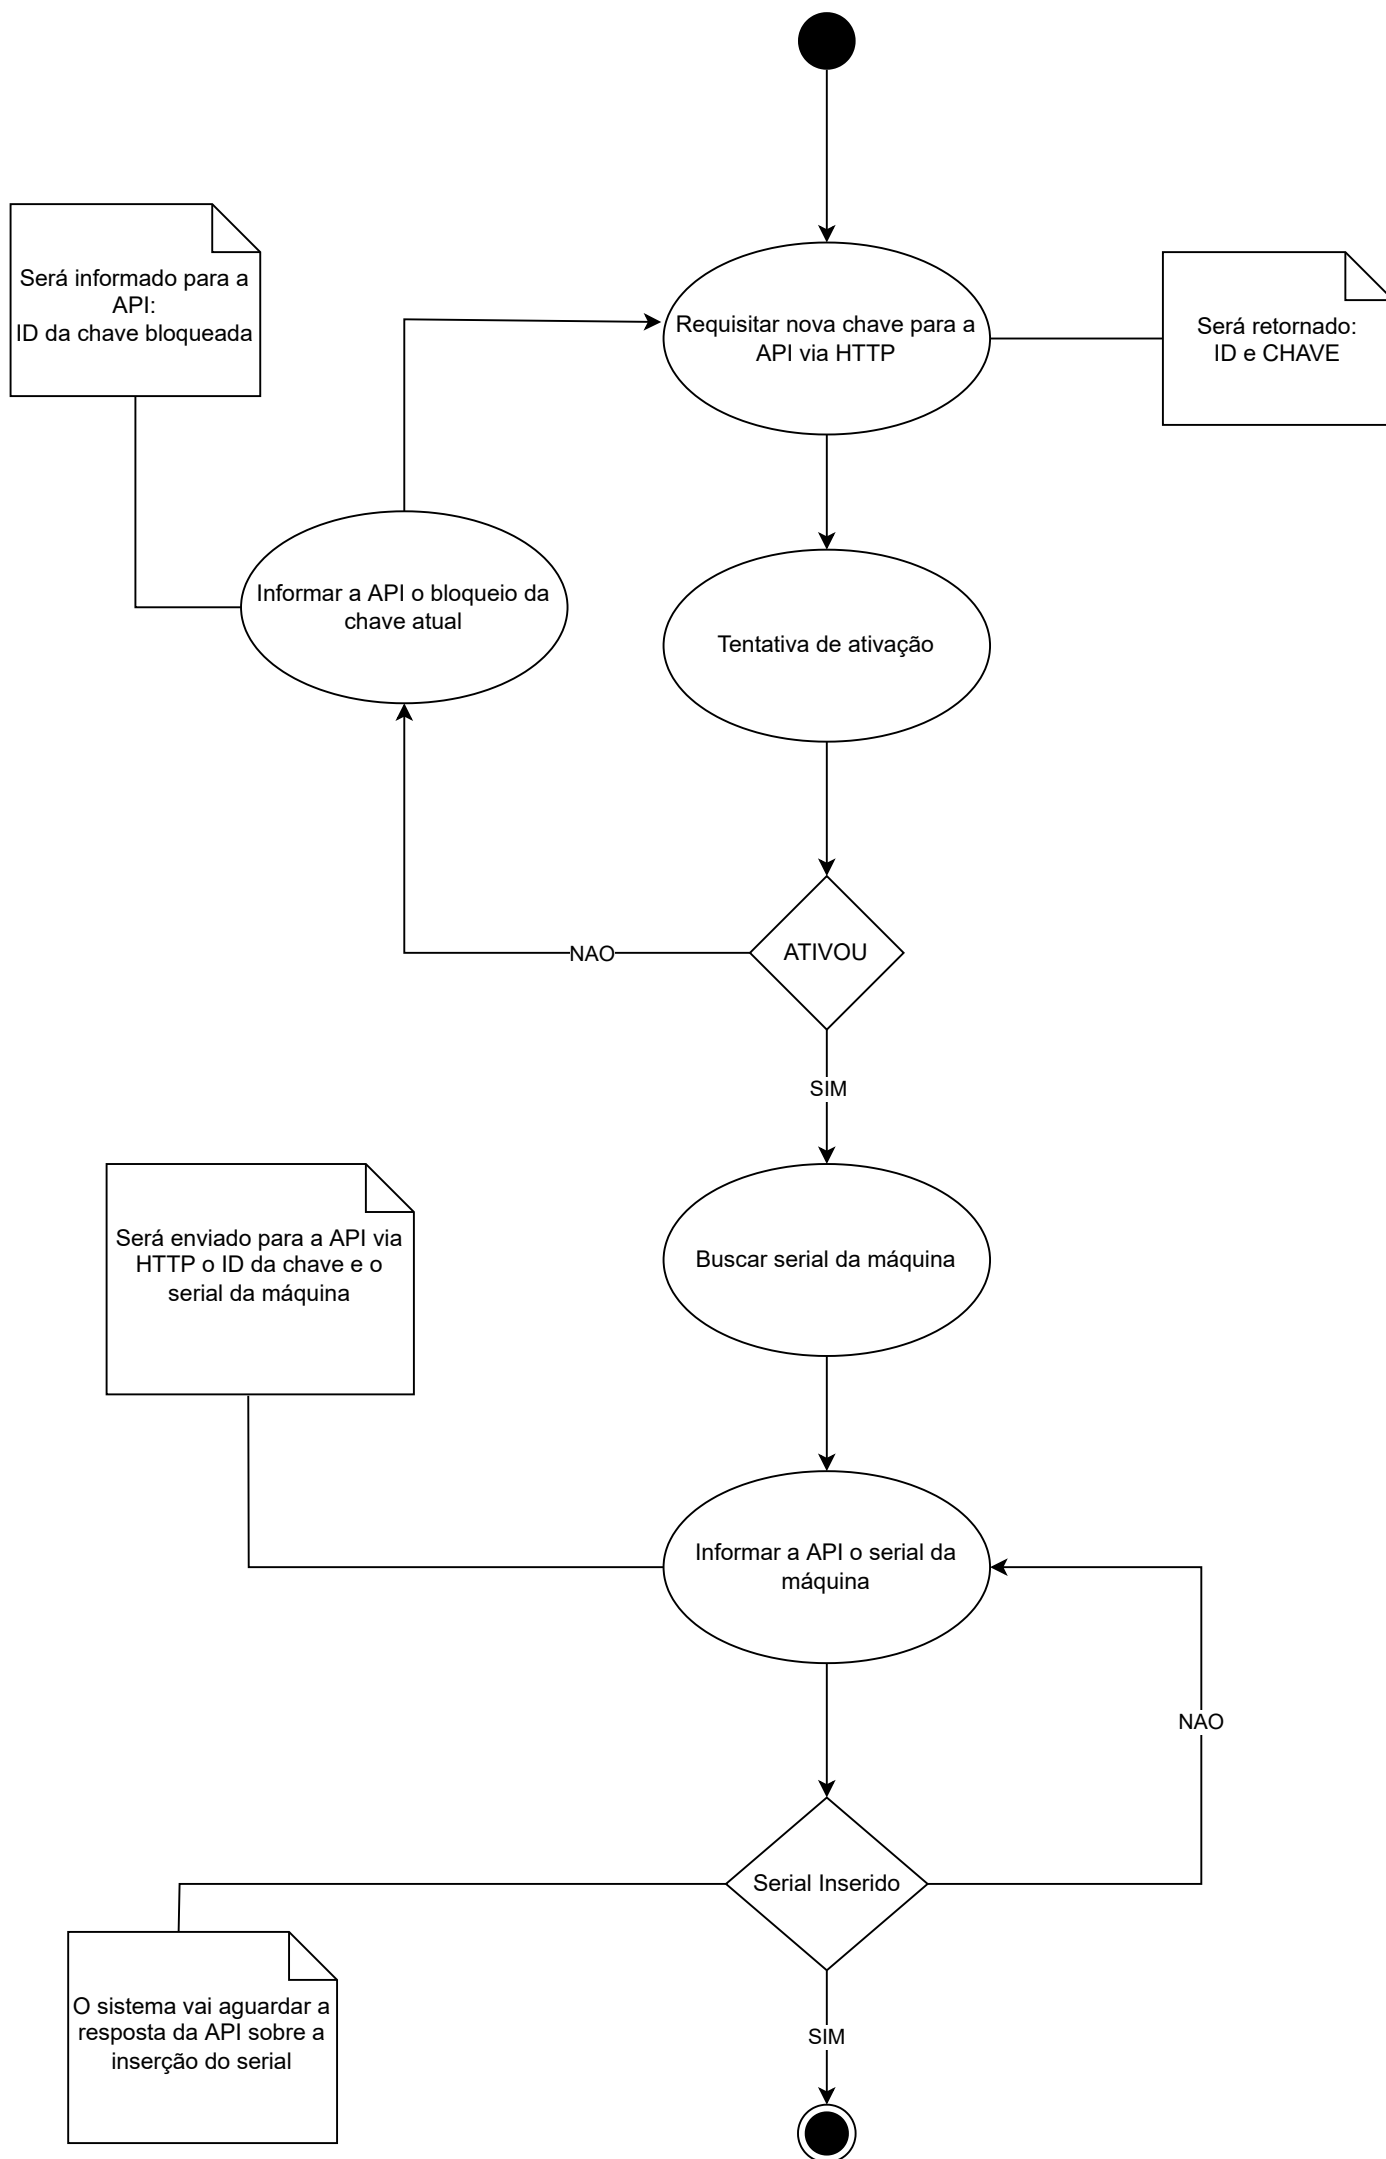 Será informado para a
API:
ID da chave bloqueada
Requisitar nova chave para a
API via HTTP
Será retornado:
ID e CHAVE
Informar a API o bloqueio da
chave atual
Tentativa de ativação
ATIVOU
NAO
SIM
Será enviado para a API via
HTTP o ID da chave e o
serial da máquina
Buscar serial da máquina
Informar a API o serial da
máquina
NAO
Serial Inserido
O sistema vai aguardar a
resposta da API sobre a
inserção do serial
SIM